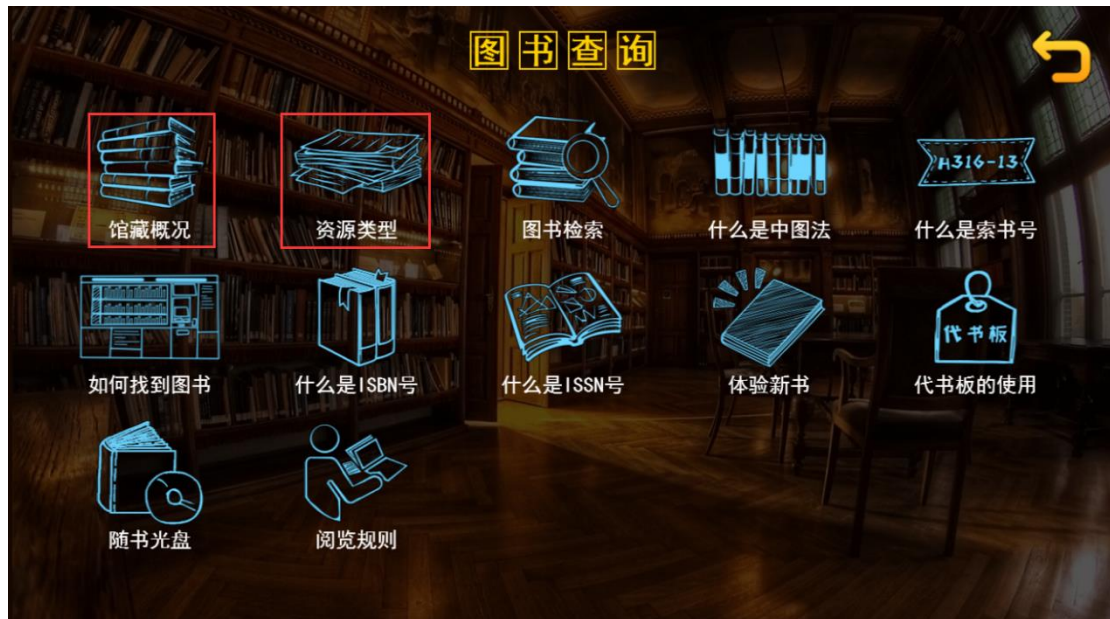 图书查询
馆藏概况
资源类型
图书检索
H316-13
什么是中图法
什么是索书号
如何找到图书
什么是ISBN号
什么是ISSN号
体验新书
代书板
代书板的使用
随书光盘
阅览规则